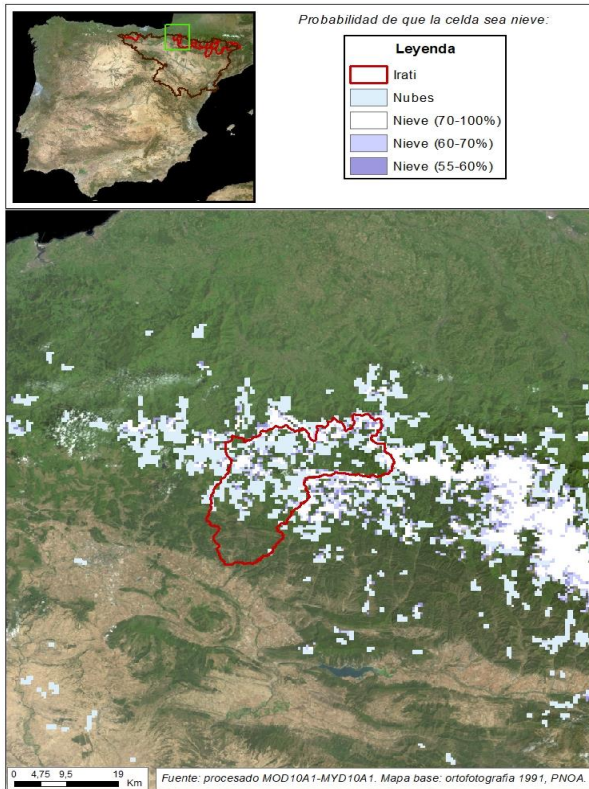 Probabilidad de que la celda sea nieve:
Leyenda
Irati
Nubes
Nieve (70-100%)
Nieve (60-70%)
Nieve (55-60%)
0 4,75 9,5 19
Km
Fuente: procesado MOD10A1-MYD10A1. Mapa base: ortofotografia 1991, PNOA.